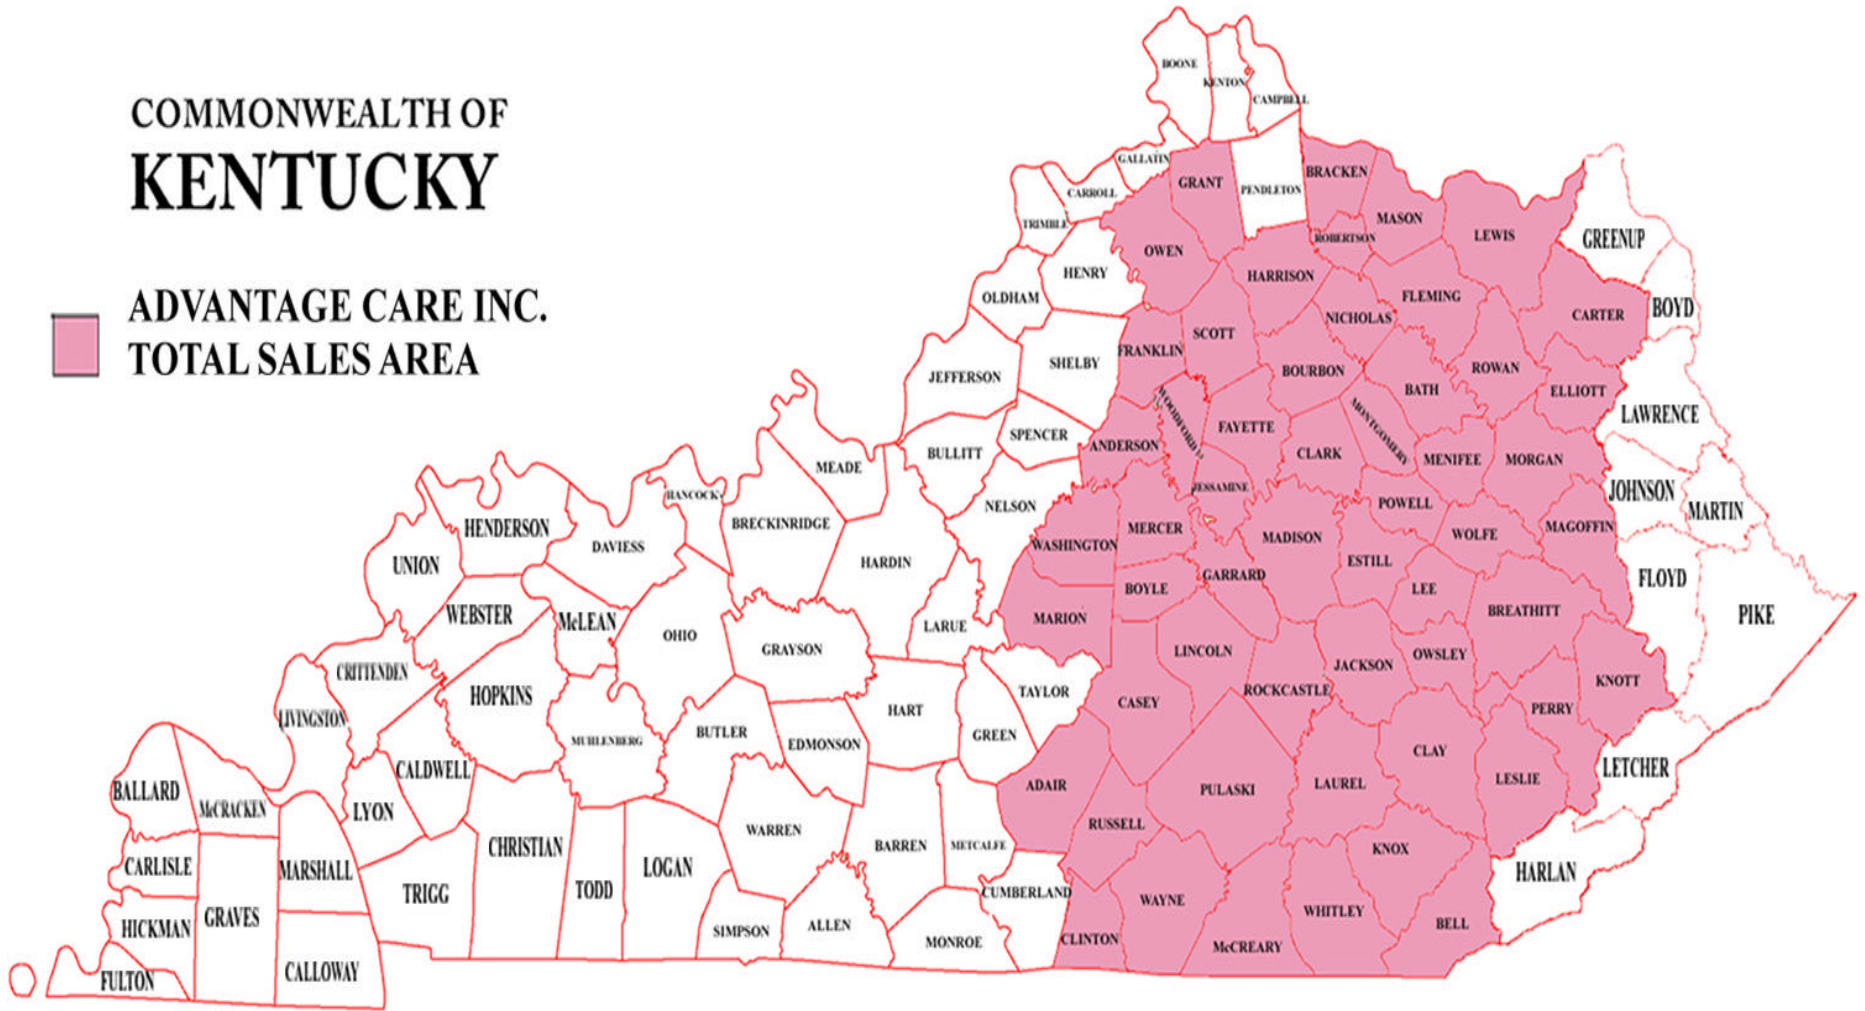 COMMONWEALTH OF
KENTUCKY
ADVANTAGE CARE INC.
TOTAL SALES AREA
BOONE
KENTON
CAMPBELL
GALLATIN
GRANT
PENDLETON
BRACKEN
CARROLL
TRIMBLE
MASON
ROBERTSON
LEWIS
GREENUP
OWEN
HENRY
HARRISON
OLDHAM
FLEMING
BOYD
NICHOLAS
CARTER
SCOTT
FRANKLIN
SHELBY
JEFFERSON
BOURBON
ROWAN
BATH
ELLIOTT
WOODFORD
LAWRENCE
FAYETTE
MONTGOMERY
SPENCER
ANDERSON
BULLITT
CLARK
MENIFEE
MORGAN
MEADE
JESSAMINE
JOHNSON
HANCOCK
POWELL
NELSON
MARTIN
BRECKINRIDGE
HENDERSON
MERCER
MAGOFFIN
WOLFE
MADISON
WASHINGTON
DAVIESS
HARDIN
ESTILL
UNION
GARRARD
FLOYD
BOYLE
LEE
BREATHITT
WEBSTER
PIKE
MARION
McLEAN
LARUE
OHIO
GRAYSON
LINCOLN
OWSLEY
JACKSON
CRITTENDEN
KNOTT
ROCKCASTLE
TAYLOR
HOPKINS
CASEY
PERRY
HART
LIVINGSTON
BUTLER
GREEN
MUHLENBERG
EDMONSON
CLAY
LETCHER
CALDWELL
LESLIE
LAUREL
ADAIR
PULASKI
BALLARD
McCRACKEN
LYON
RUSSELL
WARREN
BARREN
METCALFE
CHRISTIAN
KNOX
CARLISLE
MARSHALL
LOGAN
HARLAN
TODD
TRIGG
CUMBERLAND
WAYNE
WHITLEY
GRAVES
HICKMAN
ALLEN
BELL
SIMPSON
CLINTON
MONROE
McCREARY
CALLOWAY
FULTON